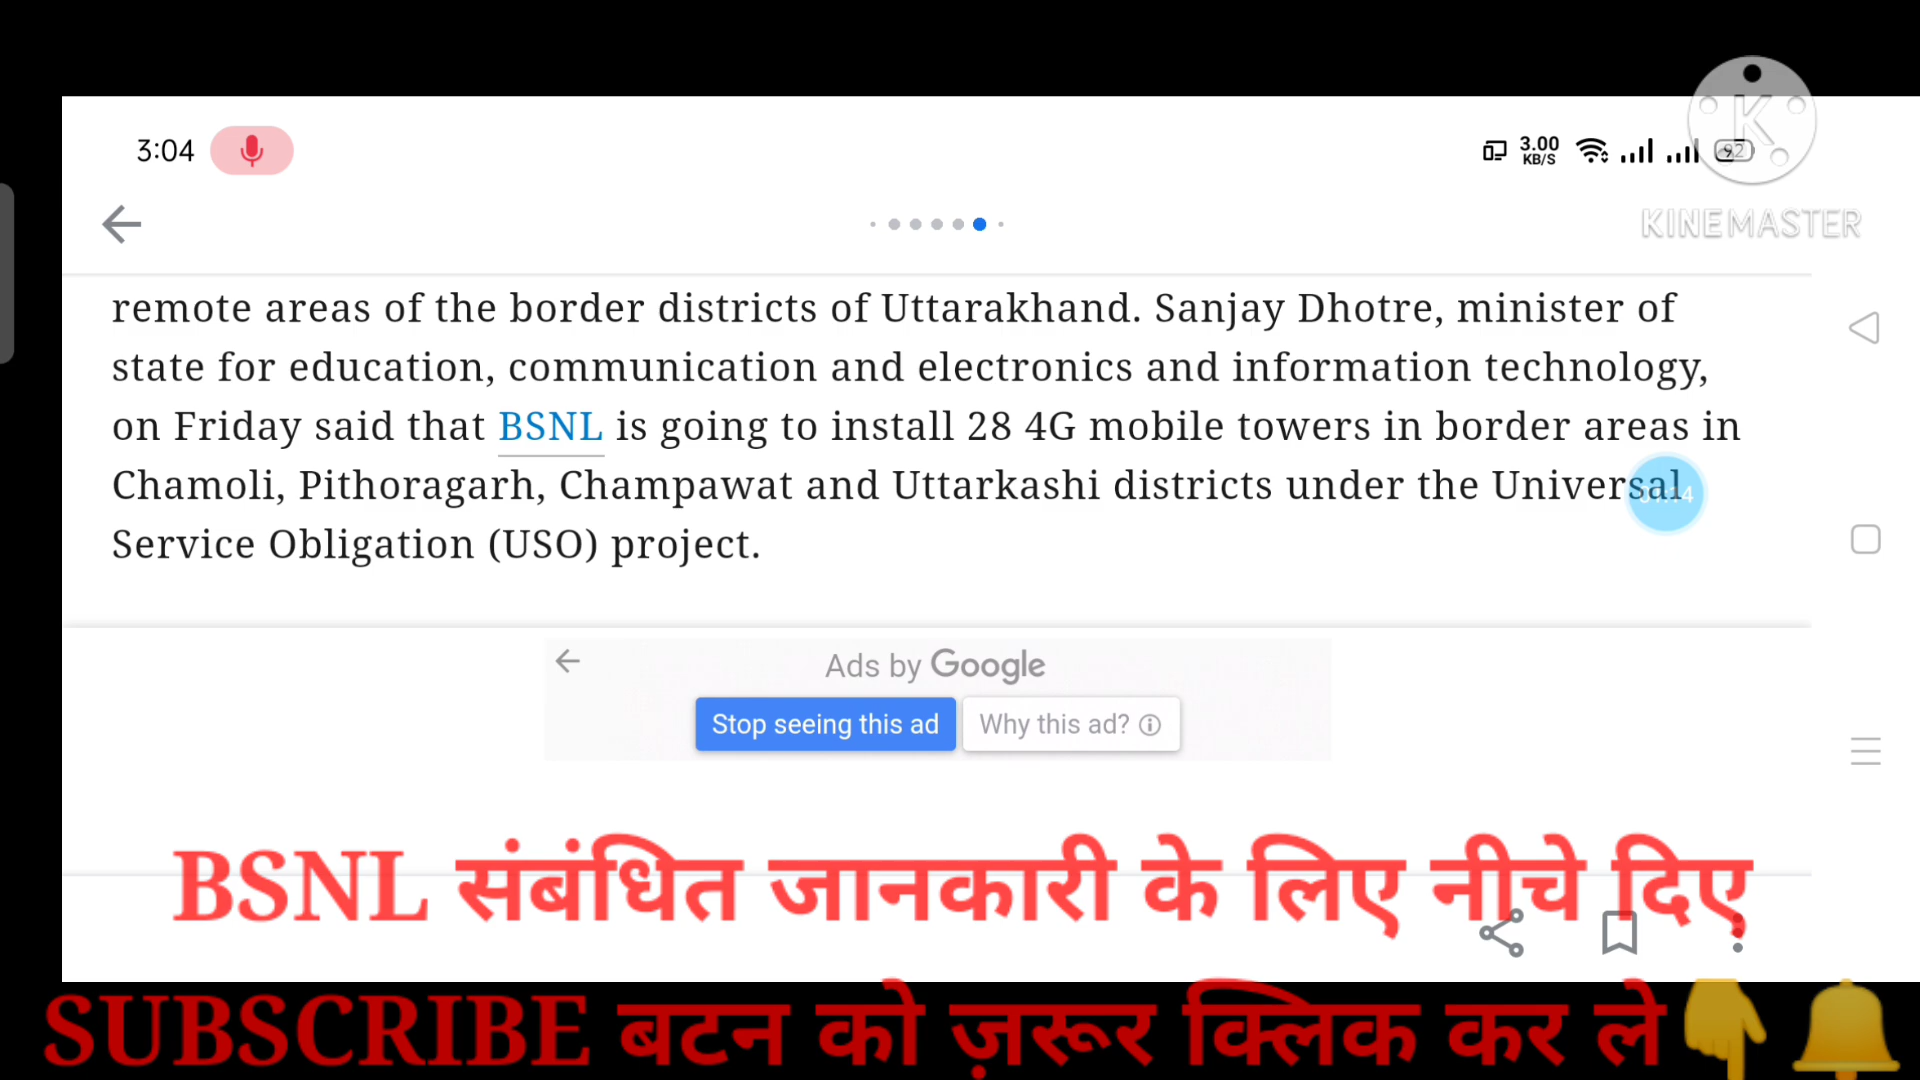 3:04
3.00
KB/S
92
K
KINEMASTER
remote areas of the border districts of Uttarakhand. Sanjay Dhotre, minister of
state for education, communication and electronics and information technology,
on Friday said that BSNL is going to install 28 4G mobile towers in border areas in
Chamoli, Pithoragarh, Champawat and Uttarkashi districts under the Universal
01:14
Service Obligation (USO) project.
Ads by Google
Stop seeing this ad
Why this ad?
BSNL संबंधित जानकारी के लिए नीचे दिए
SUBSCRIBE बटन को ज़रूर क्लिक कर ले